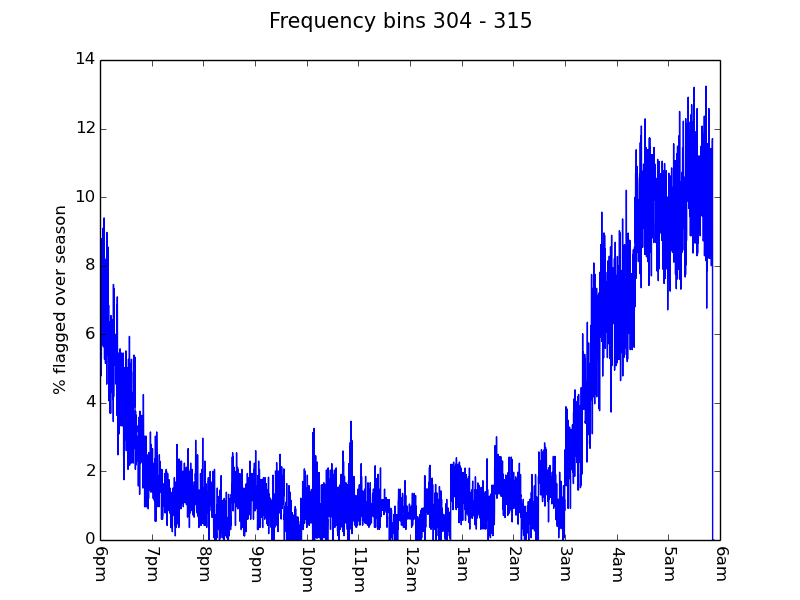 Frequency bins 304 - 315
14
12
10
8
6
4
2
0
% flagged over season
6pm
7pm
8pm
9pm
10pm
11pm
12am
1am
2am
3am
4am
5am
6am